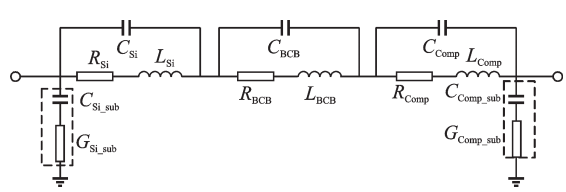 C_Si
C_BCB
C_Comp
R_Si
L_Si
R_BCB
L_BCB
R_Comp
L_Comp
C_Si_sub
C_Comp_sub
G_Si_sub
G_Comp_sub